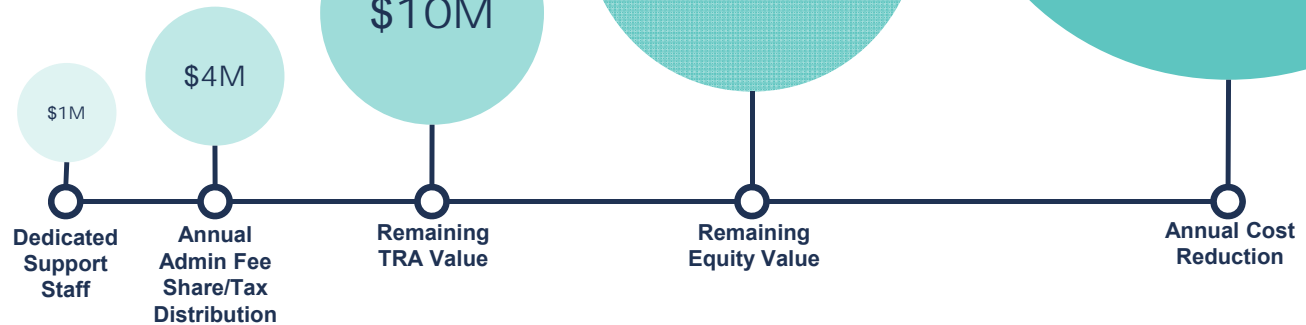 $10M
$4M
$1M
Dedicated
Support
Staff
Annual
Admin Fee
Share/Tax
Distribution
Remaining
TRA Value
Remaining
Equity Value
Annual Cost
Reduction